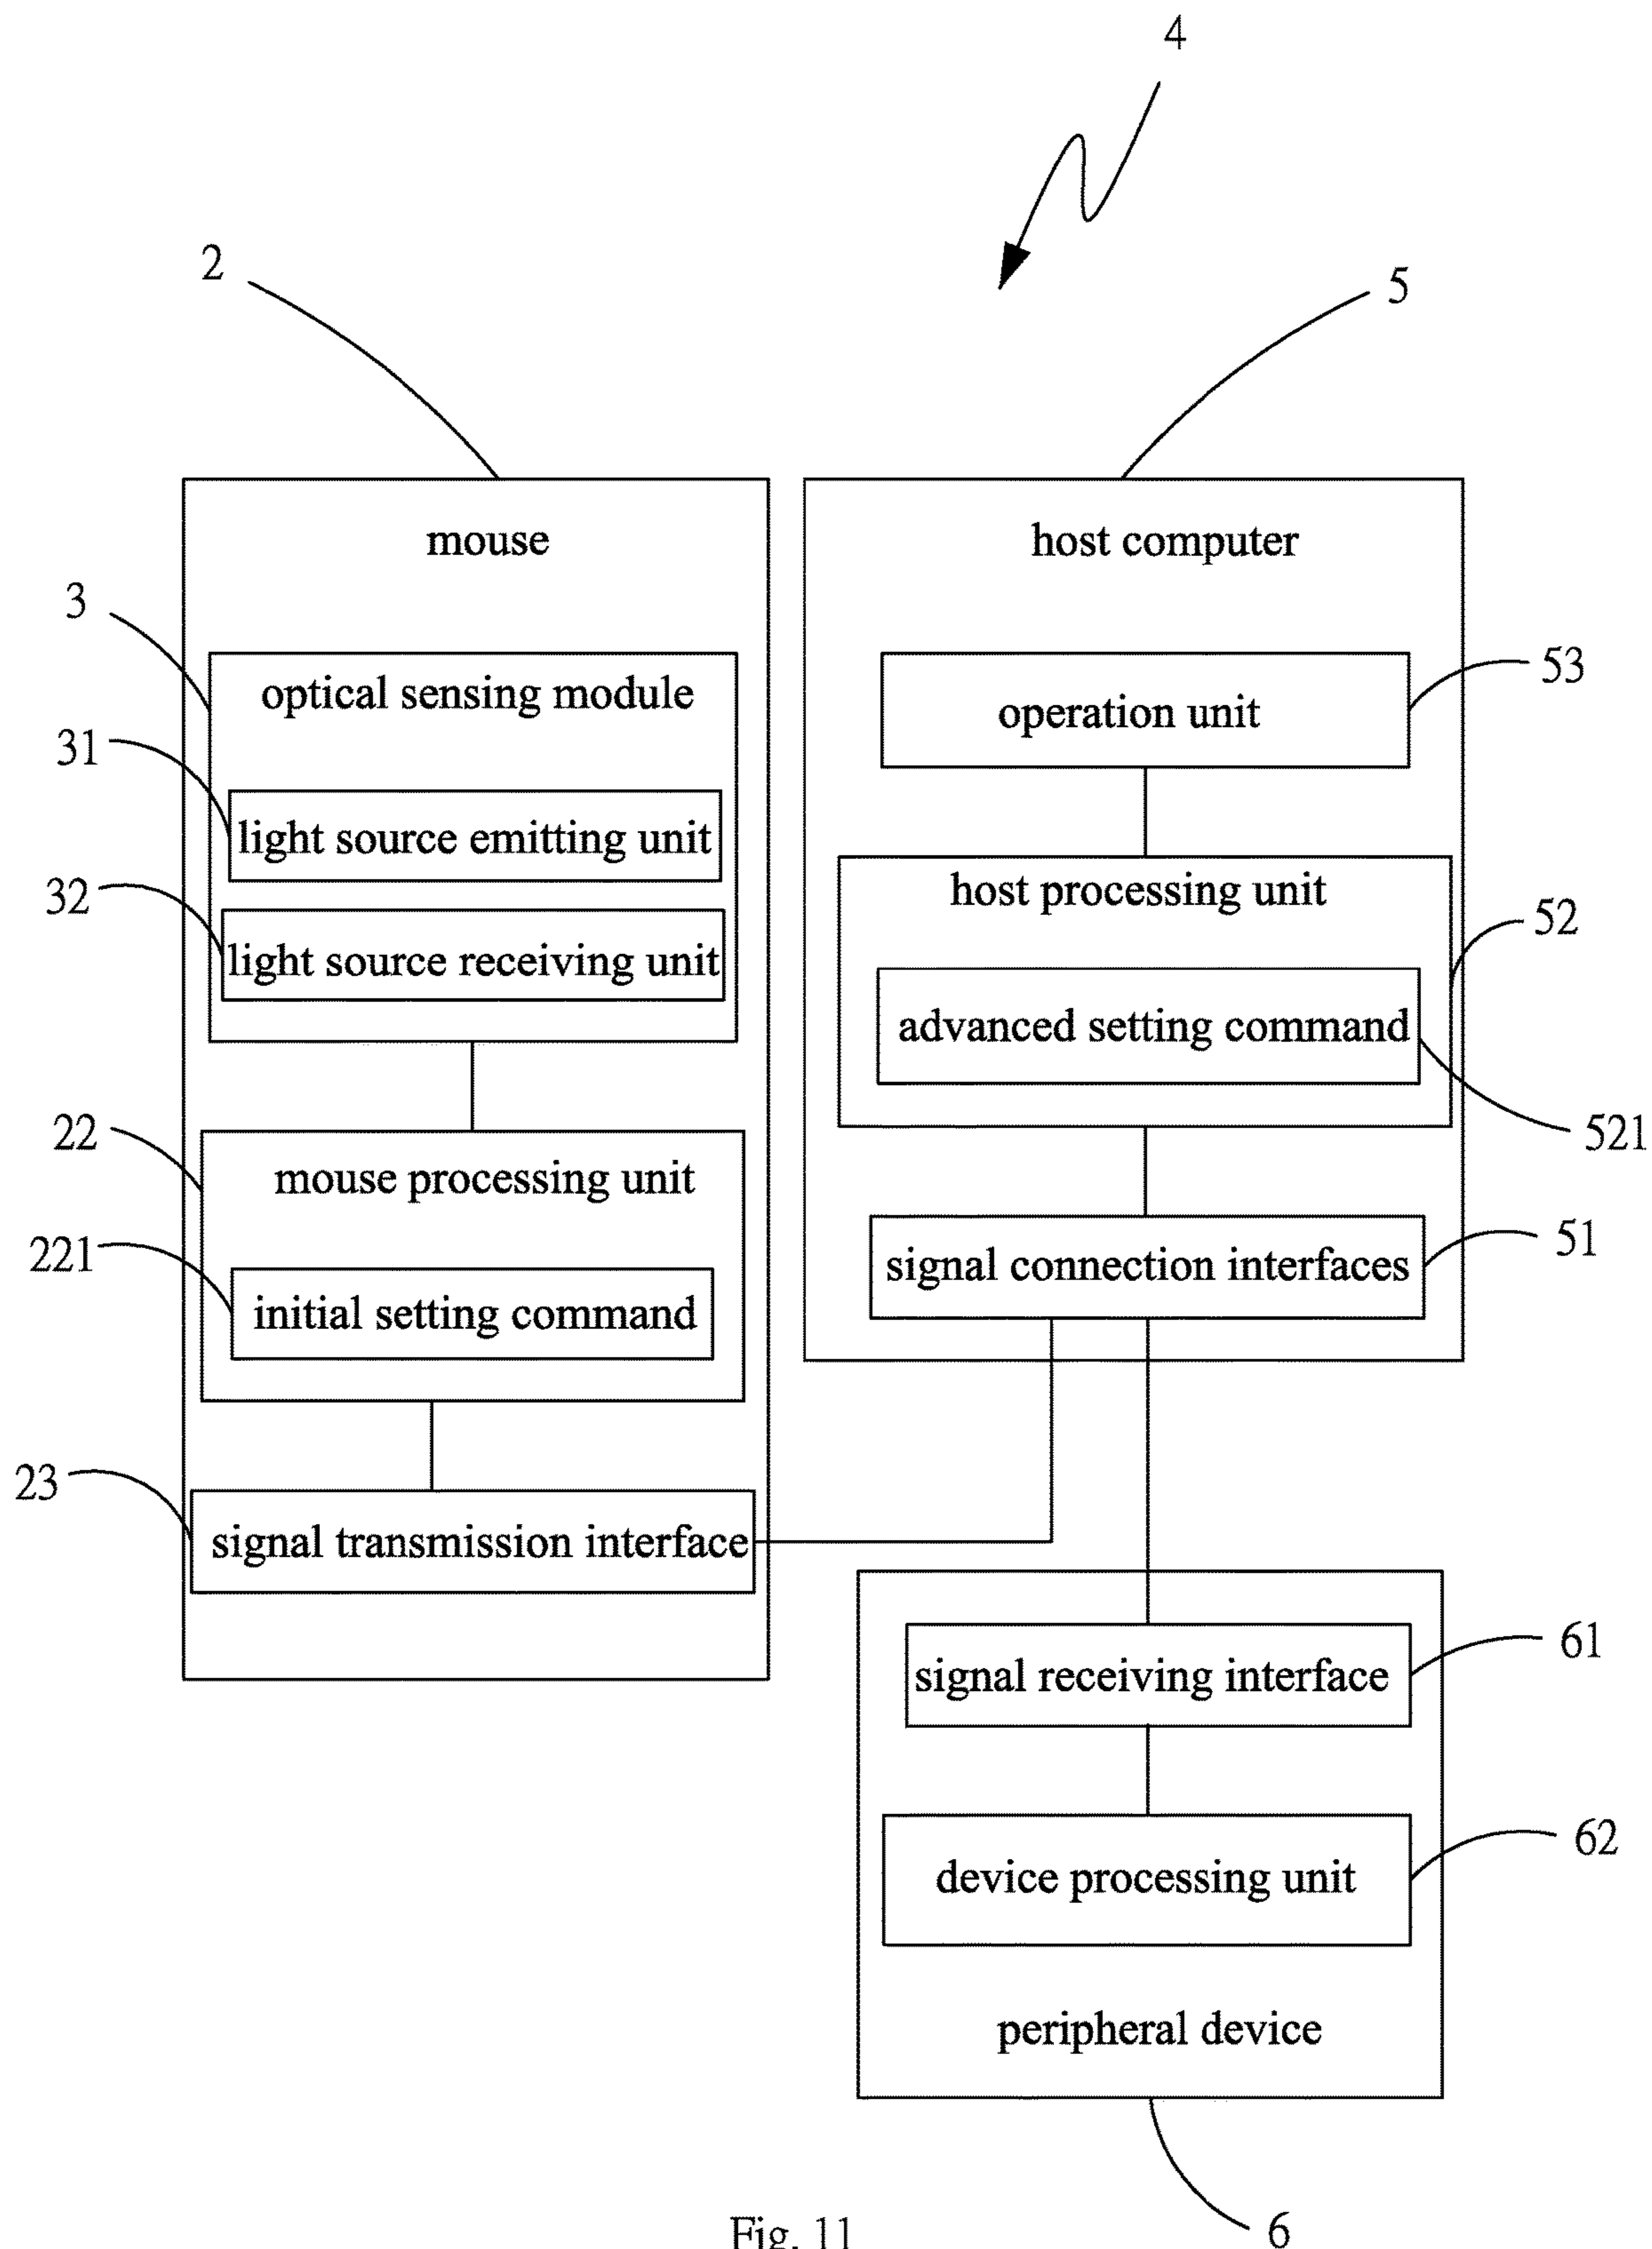 4
2
5
mouse
host computer
3
optical sensing module
53
operation unit
31
light source emitting unit
host processing unit
32
52
light source receiving unit
advanced setting command
22
521
mouse processing unit
51
221
signal connection interfaces
initial setting command
23
signal transmission interface
61
signal receiving interface
62
device processing unit
peripheral device
6
Fig. 11